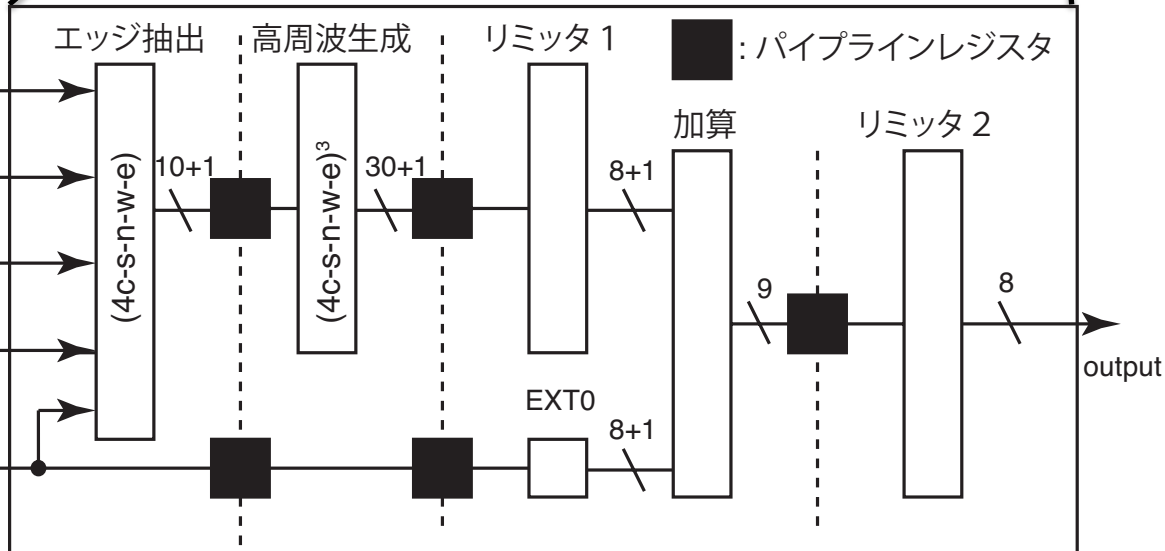 エッジ抽出
高周波生成
リミッタ 1
: パイプラインレジスタ
加算
リミッタ 2
(4c-s-n-w-e)
10+1
(4c-s-n-w-e)³
30+1
8+1
9
8
output
EXT0
8+1